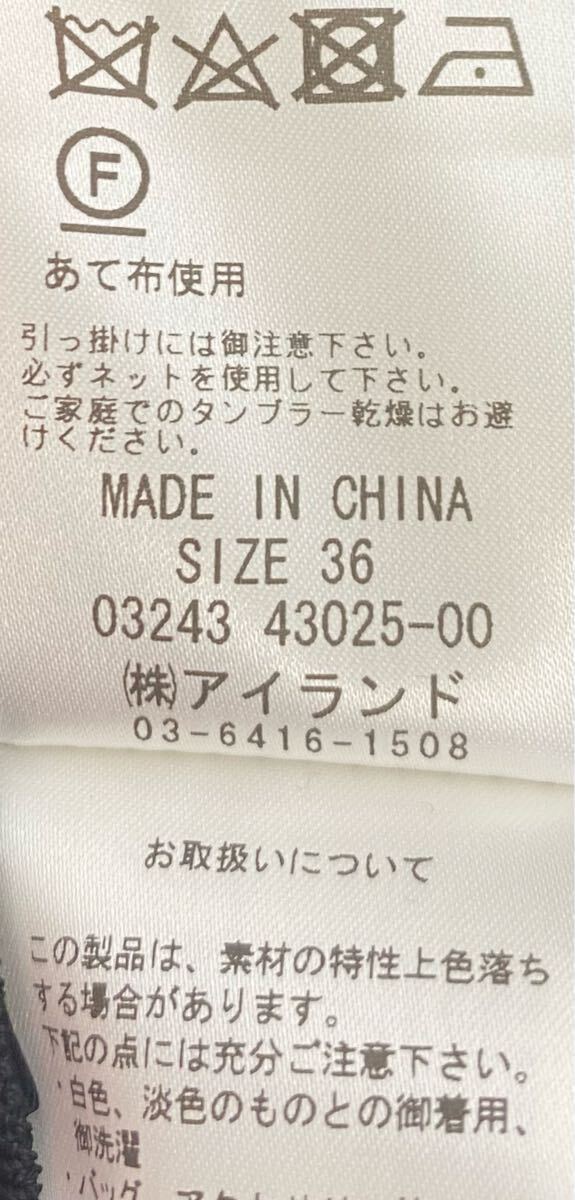 F
あて布使用
引っ掛けには御注意下さい。
必ずネットを使用して下さい。
ご家庭でのタンブラー乾燥はお避
けください。
MADE IN CHINA
SIZE 36
03243 43025-00
㈱アイランド
03-6416-1508
お取扱いについて
この製品は、素材の特性上色落ち
する場合があります。
下記の点には充分ご注意下さい。
・白色、淡色のものとの御着用、
御洗濯
・バッグ